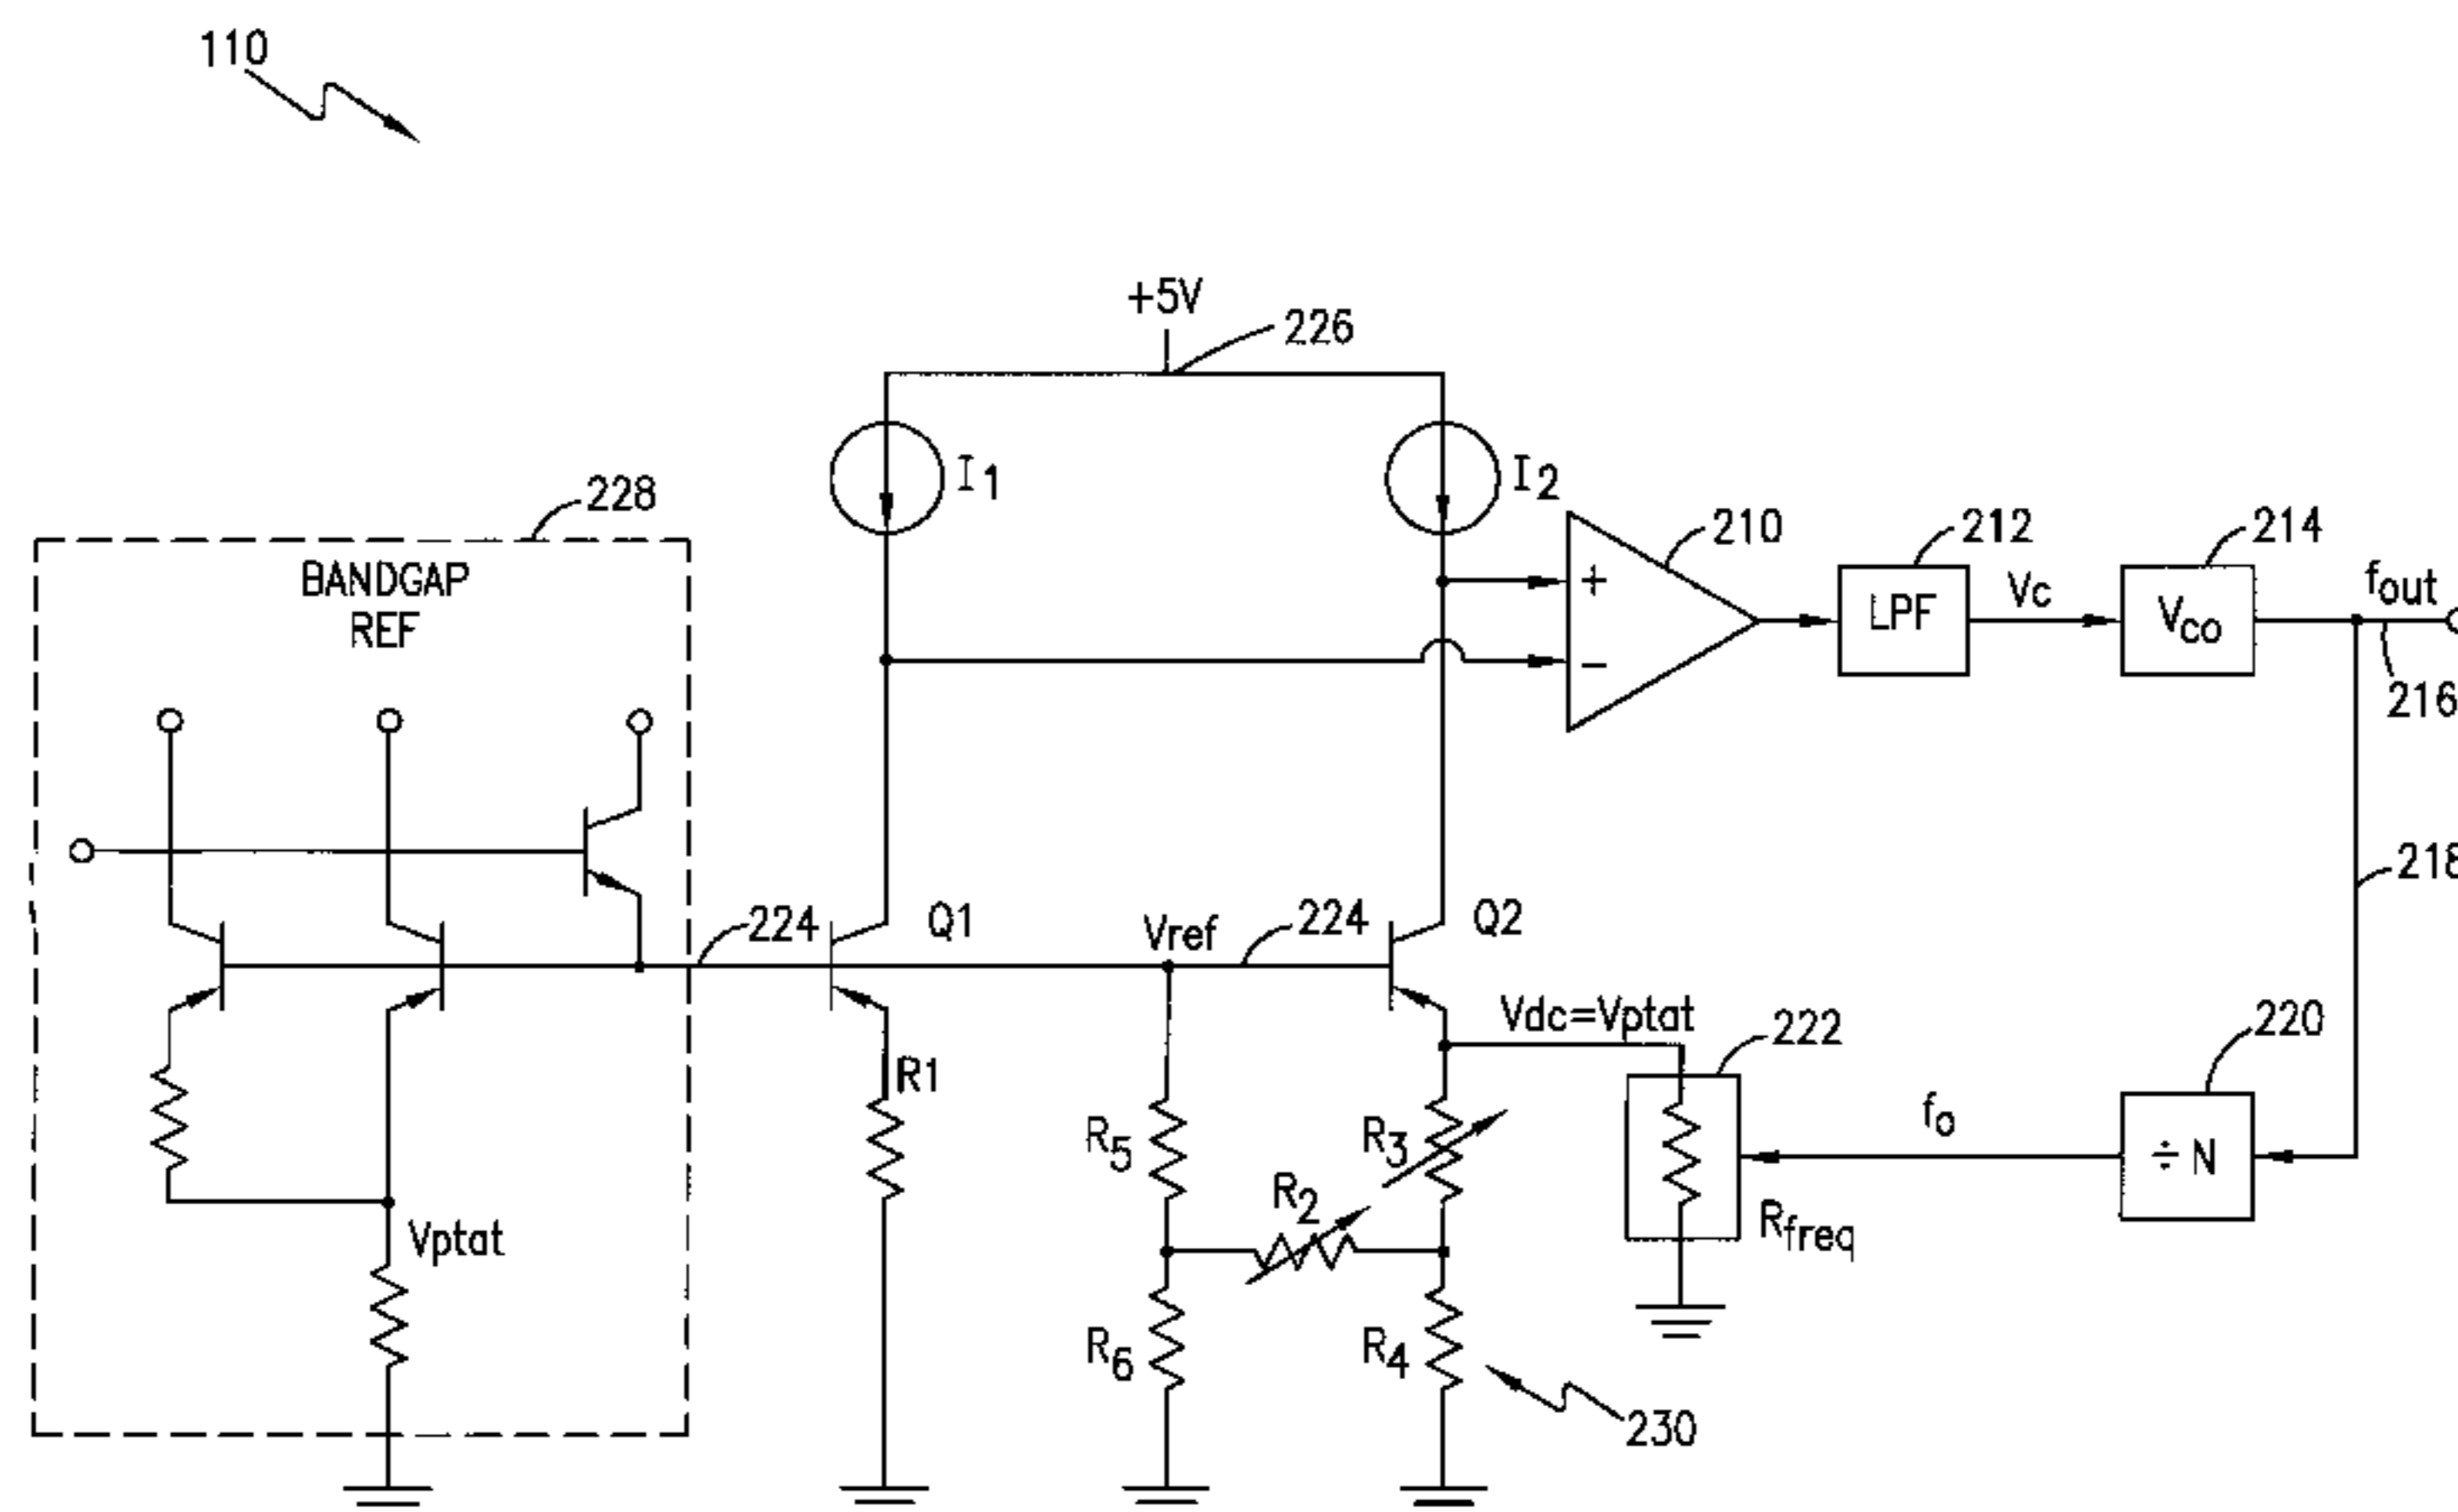 110
+5V
226
I1
I2
228
210
212
214
BANDGAP
REF
+
LPF
Vc
Vco
fout
−
216
218
224
Q1
Vref
224
Q2
Vdc=Vptat
222
220
R1
R5
R3
fo
÷ N
R2
Rfreq
Vptat
R6
R4
230